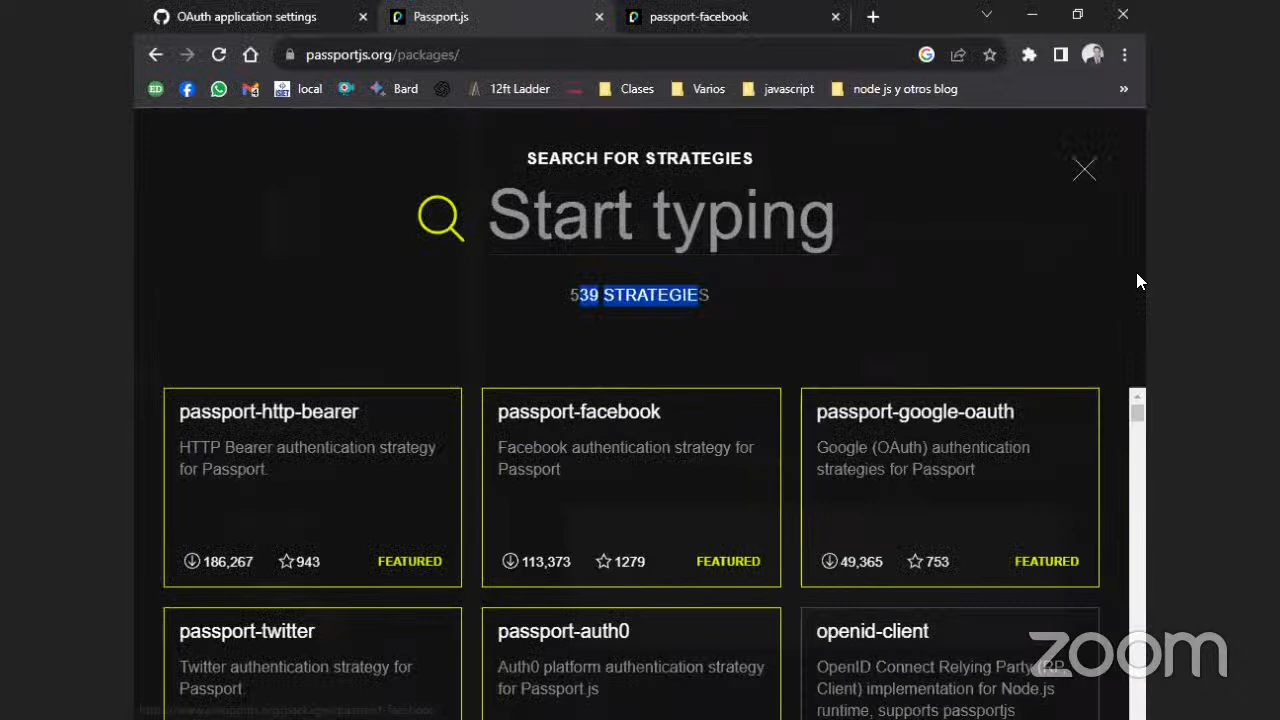 OAuth application settings
Passport.js
passport-facebook
passportjs.org/packages/
ED
local
Bard
12ft Ladder
Clases
Varios
javascript
node js y otros blog
»
SEARCH FOR STRATEGIES
Start typing
539 STRATEGIES
passport-http-bearer
HTTP Bearer authentication strategy
for Passport.
186,267
943
FEATURED
passport-facebook
Facebook authentication strategy for
Passport
113,373
1279
FEATURED
passport-google-oauth
Google (OAuth) authentication
strategies for Passport
49,365
753
FEATURED
passport-twitter
Twitter authentication strategy for
Passport.
passport-auth0
Auth0 platform authentication strategy
for Passport.js
openid-client
OpenID Connect Relying Party (RP,
Client) implementation for Node.js
runtime, supports passportjs
zoom